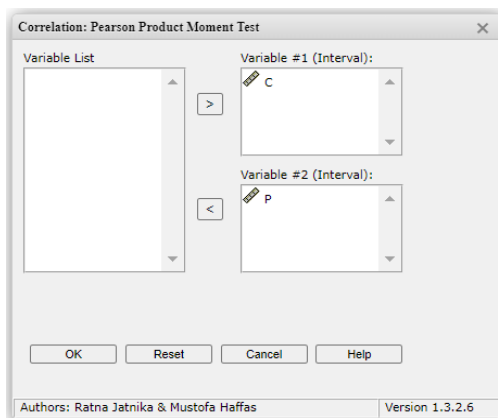 Correlation: Pearson Product Moment Test
Variable List
Variable #1 (Interval):
C
>
Variable #2 (Interval):
P
<
OK Reset Cancel Help
Authors: Ratna Jatnika & Mustofa Haffas Version 1.3.2.6